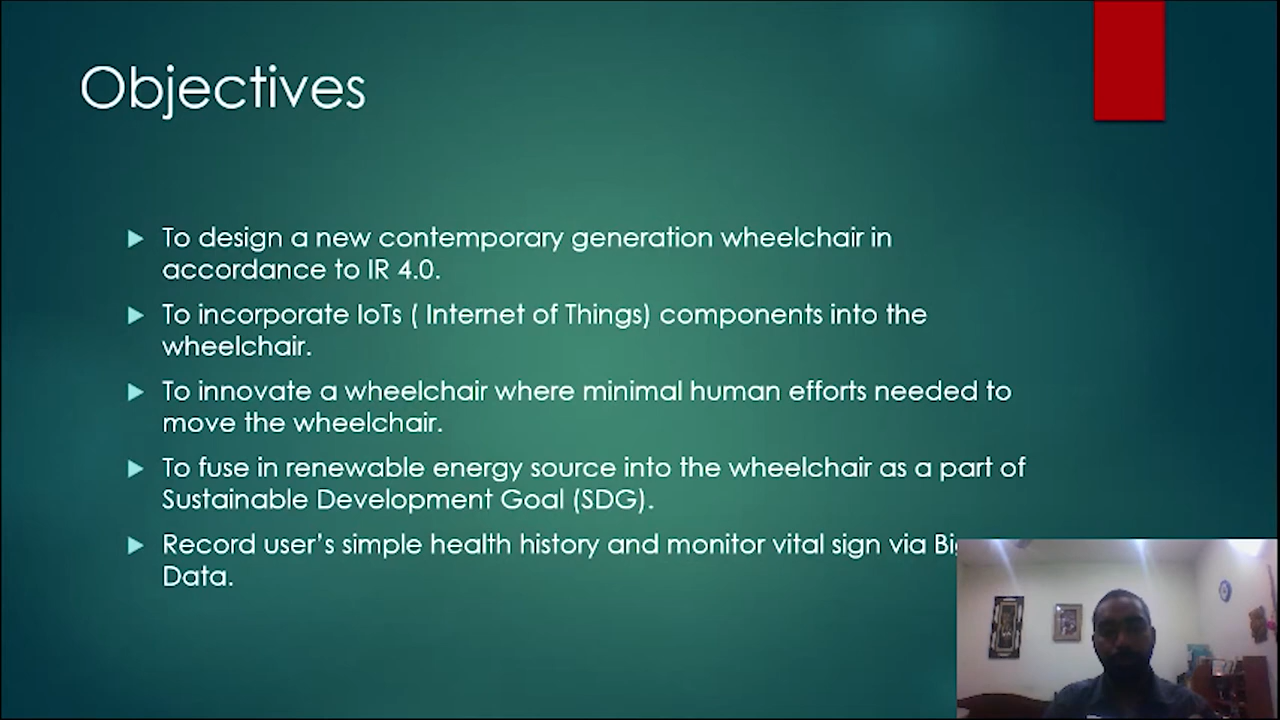 Objectives
To design a new contemporary generation wheelchair in
accordance to IR 4.0.
To incorporate IoTs ( Internet of Things) components into the
wheelchair.
To innovate a wheelchair where minimal human efforts needed to
move the wheelchair.
To fuse in renewable energy source into the wheelchair as a part of
Sustainable Development Goal (SDG).
Record user's simple health history and monitor vital sign via
Data.